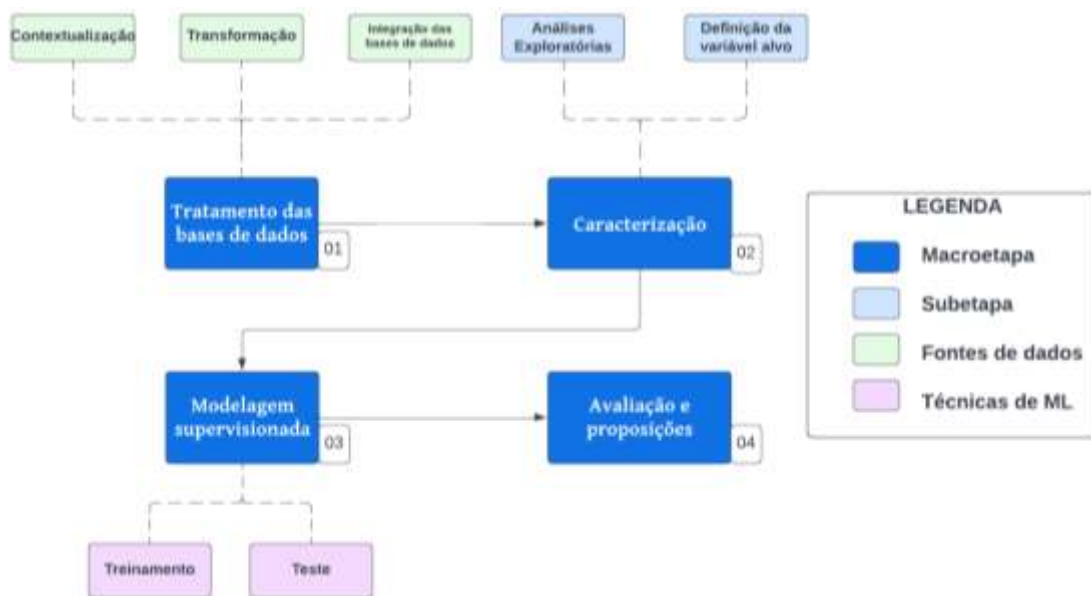 Contextualização
Transformação
Integração das
bases de dados
Análises
Exploratórias
Definição da
variável alvo
Tratamento das
bases de dados
01
Caracterização
02
Modelagem
supervisionada
03
Avaliação e
proposições
04
Treinamento
Teste
LEGENDA
Macroetapa
Subetapa
Fontes de dados
Técnicas de ML